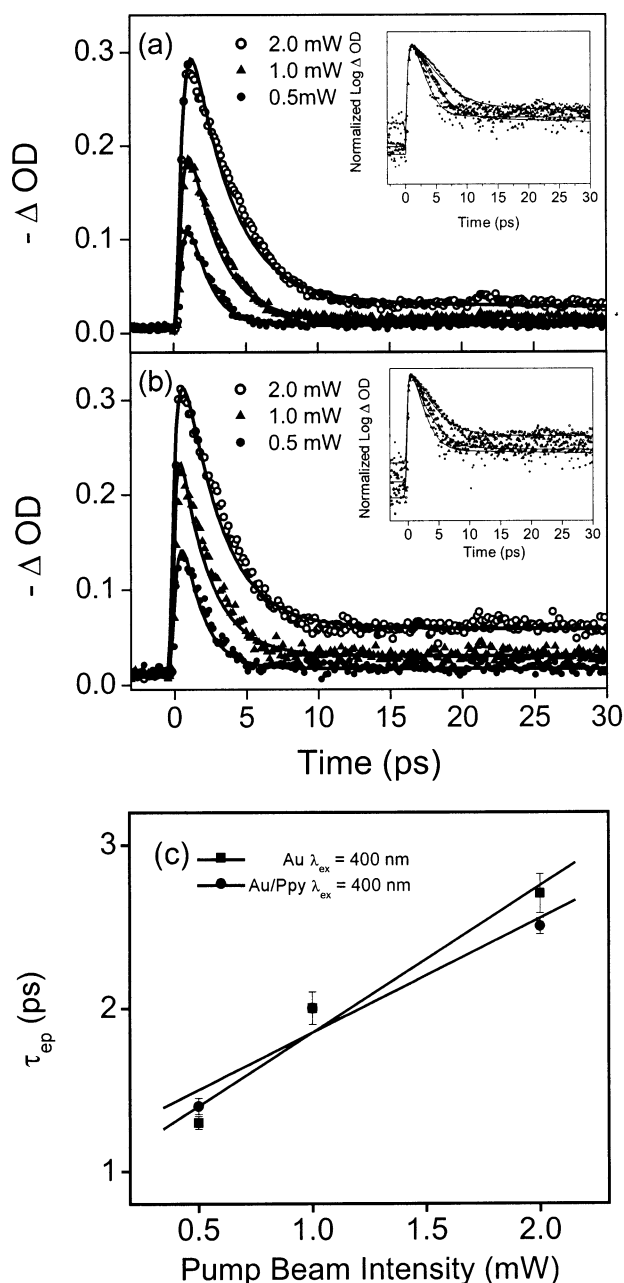 (a)
2.0 mW
1.0 mW
0.5mW
0.3
0.2
0.1
0.0
- Δ OD
Normalized Log Δ OD
0 5 10 15 20 25 30
Time (ps)
(b)
2.0 mW
1.0 mW
0.5 mW
0.3
0.2
0.1
0.0
- Δ OD
Normalized Log Δ OD
0 5 10 15 20 25 30
Time (ps)
0 5 10 15 20 25 30
Time (ps)
(c)
Au λex = 400 nm
Au/Ppy λex = 400 nm
3
2
1
τep (ps)
0.5 1.0 1.5 2.0
Pump Beam Intensity (mW)